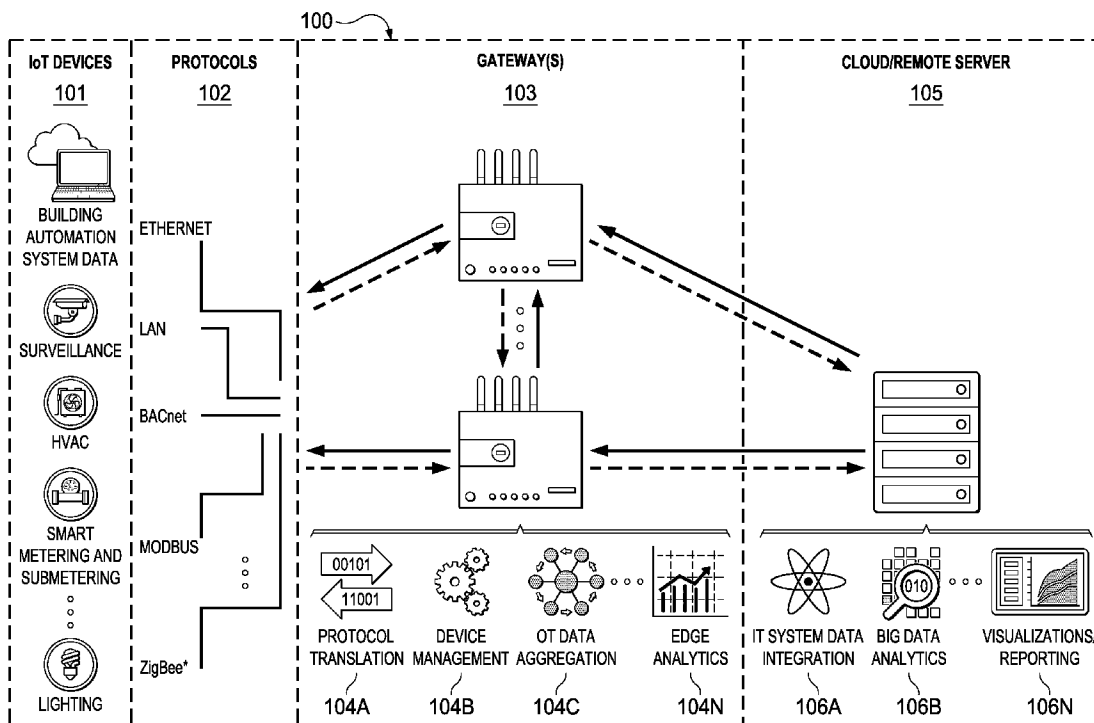 100
IoT DEVICES
101
BUILDING
AUTOMATION
SYSTEM DATA
SURVEILLANCE
HVAC
SMART
METERING AND
SUBMETERING
LIGHTING
PROTOCOLS
102
ETHERNET
LAN
BACnet
MODBUS
ZigBee*
GATEWAY(S)
103
00101
11001
PROTOCOL
TRANSLATION
104A
DEVICE
MANAGEMENT
104B
OT DATA
AGGREGATION
104C
EDGE
ANALYTICS
104N
CLOUD/REMOTE SERVER
105
IT SYSTEM DATA
INTEGRATION
106A
010
BIG DATA
ANALYTICS
106B
VISUALIZATIONS/
REPORTING
106N